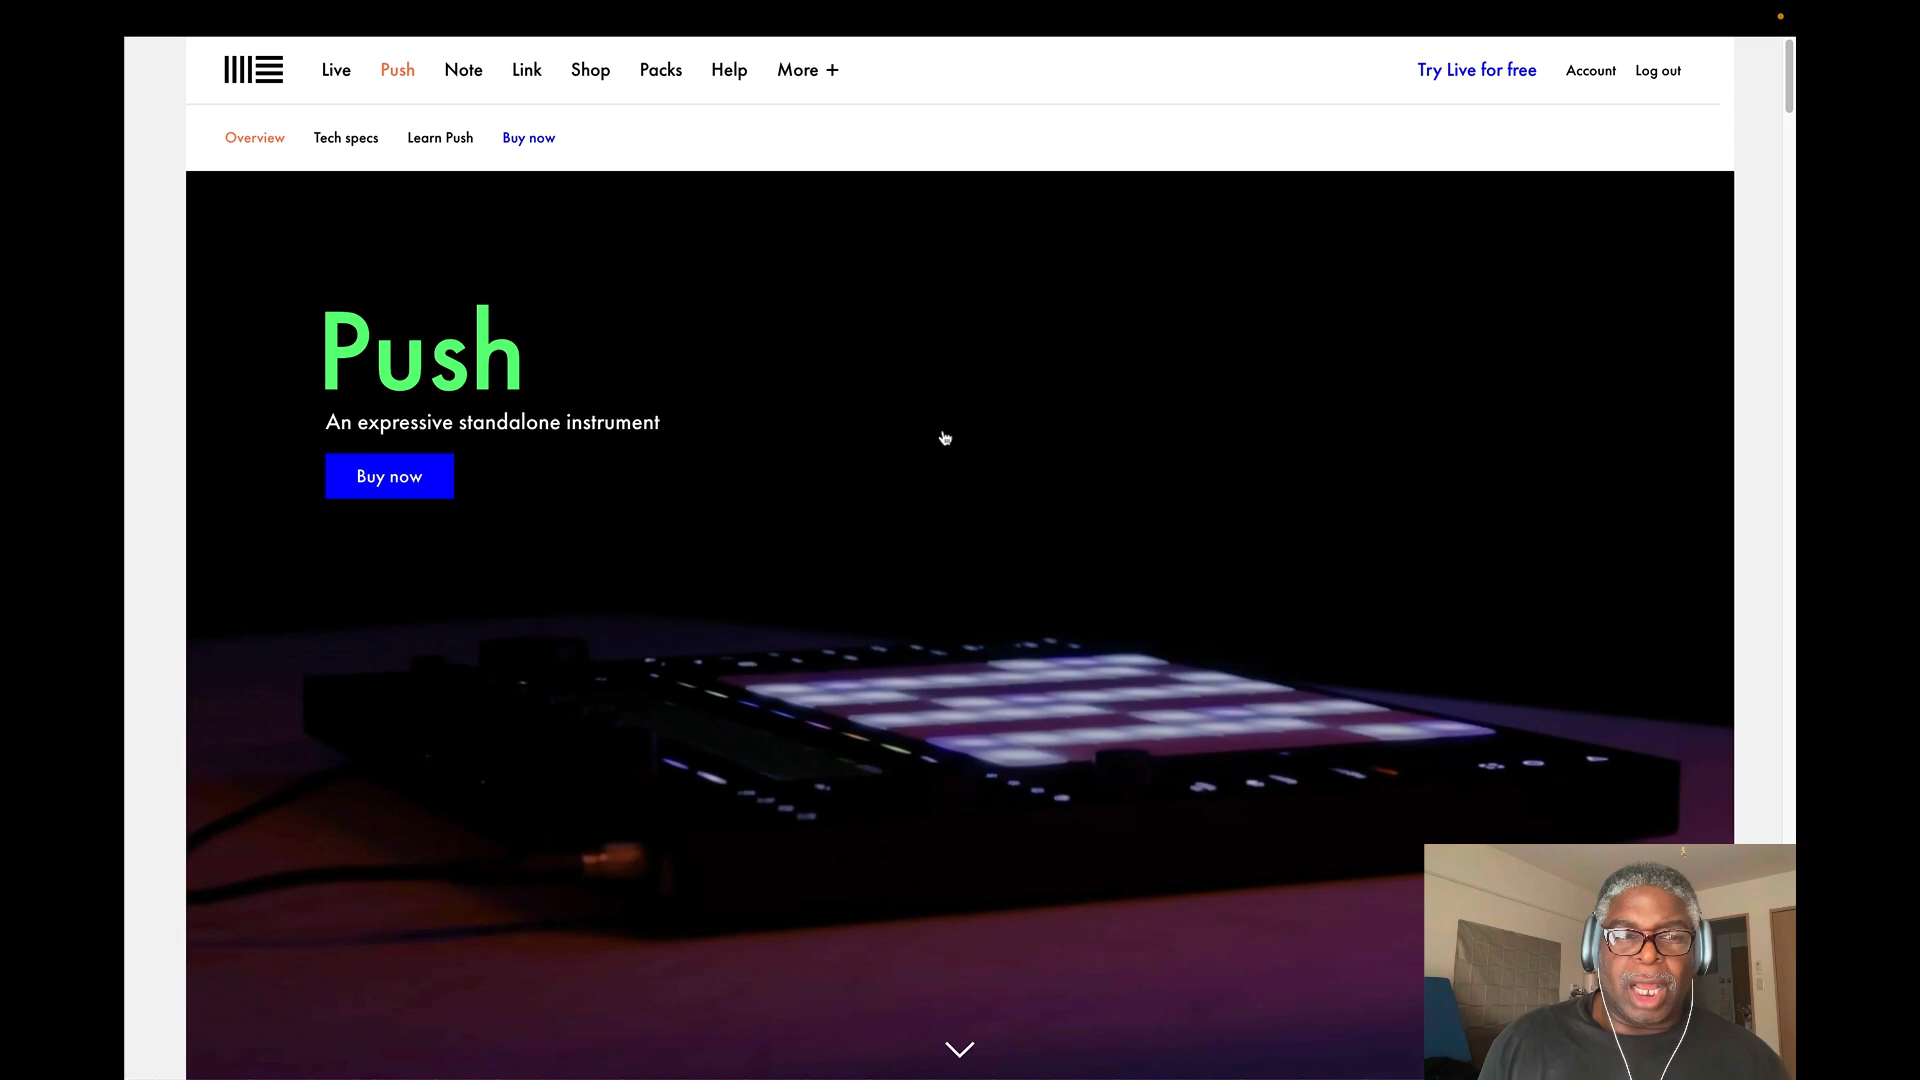 Live Push Note Link Shop Packs Help More + Try Live for free Account Log out
Overview Tech specs Learn Push Buy now
Push
An expressive standalone instrument
Buy now